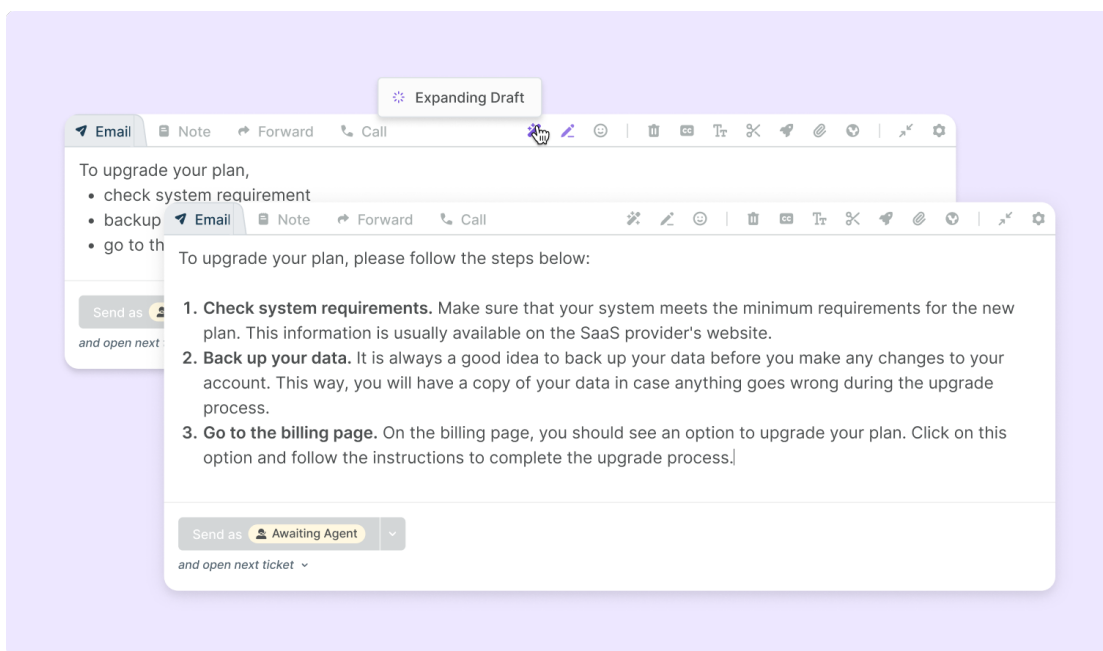 Expanding Draft
Email Note Forward Call
To upgrade your plan,
• check system requirement
• backup
• go to th
Send as
and open next
Email Note Forward Call
To upgrade your plan, please follow the steps below:
1. Check system requirements. Make sure that your system meets the minimum requirements for the new
plan. This information is usually available on the SaaS provider's website.
2. Back up your data. It is always a good idea to back up your data before you make any changes to your
account. This way, you will have a copy of your data in case anything goes wrong during the upgrade
process.
3. Go to the billing page. On the billing page, you should see an option to upgrade your plan. Click on this
option and follow the instructions to complete the upgrade process.
Send as Awaiting Agent
and open next ticket